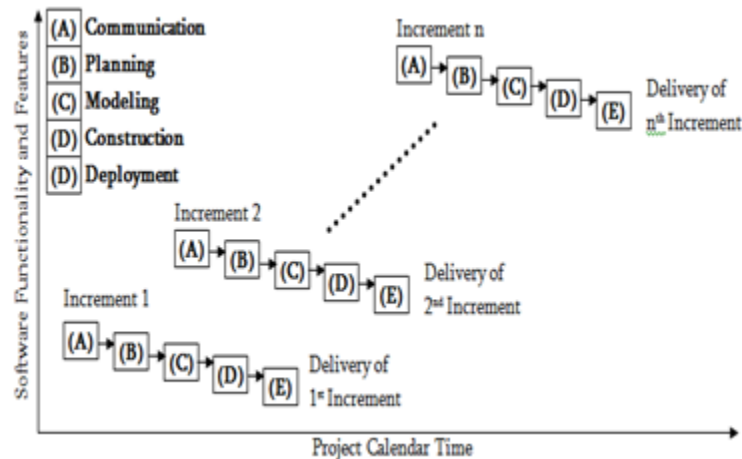 Software Functionality and Features
(A) Communication
(B) Planning
(C) Modeling
(D) Construction
(D) Deployment
Increment n
(A) (B) (C) (D) (E)
Delivery of
nth Increment
Increment 2
(A) (B) (C) (D) (E)
Delivery of
2nd Increment
Increment 1
(A) (B) (C) (D) (E)
Delivery of
1st Increment
Project Calendar Time